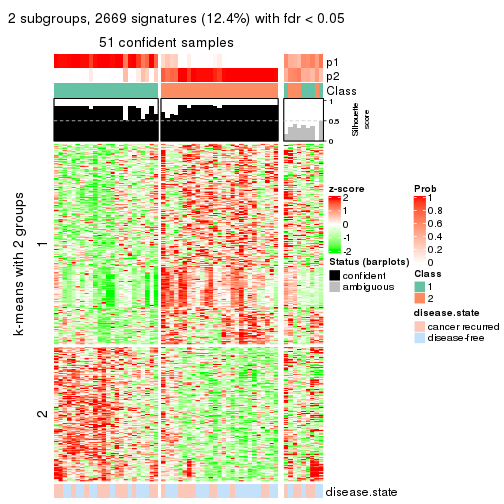 2 subgroups, 2669 signatures (12.4%) with fdr < 0.05
51 confident samples
p1
p2
Class
1
0.5
0
Silhouette
score
k-means with 2 groups
1
2
z-score
2
1
0
-1
-2
Status (barplots)
confident
ambiguous
Prob
1
0.8
0.6
0.4
0.2
0
Class
1
2
disease.state
cancer recurred
disease-free
disease.state